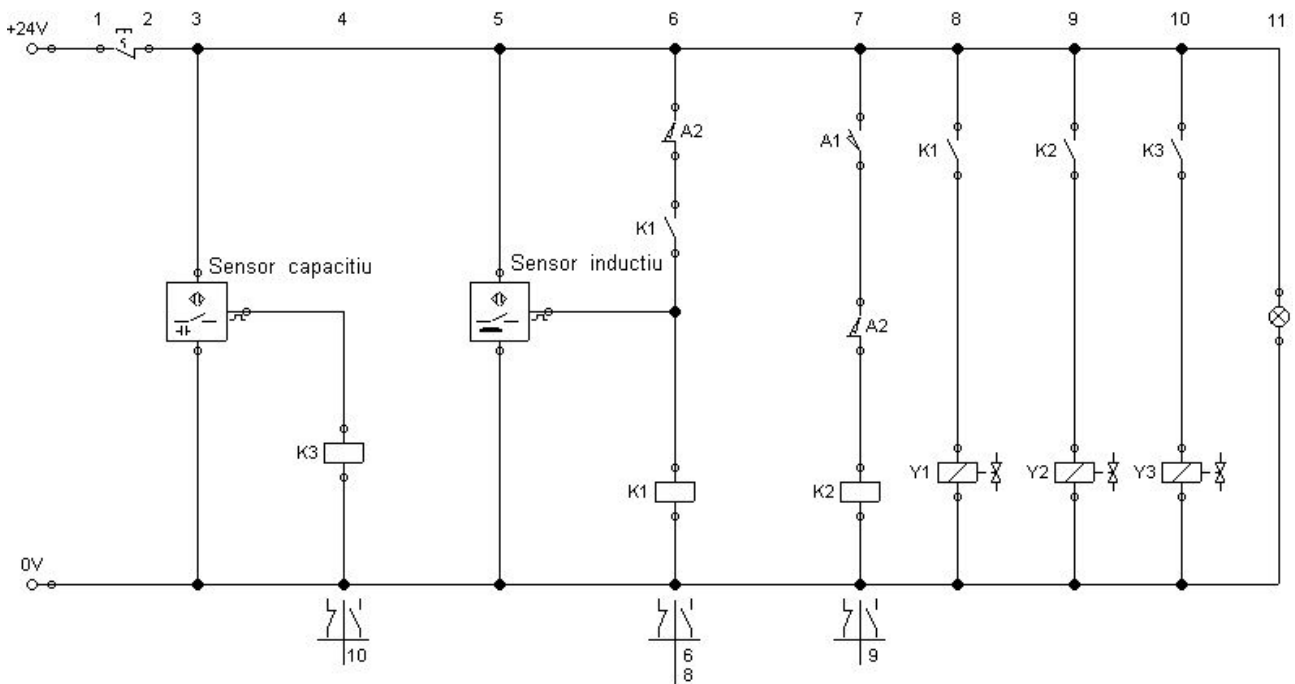 1 2 3 4 5 6 7 8 9 10 11
+24V
A2
A1 K1 K2 K3
K1
Sensor capacitiu Sensor inductiu
A2
K3
Y1 Y2 Y3
K1 K2
0V
10 6 9
8